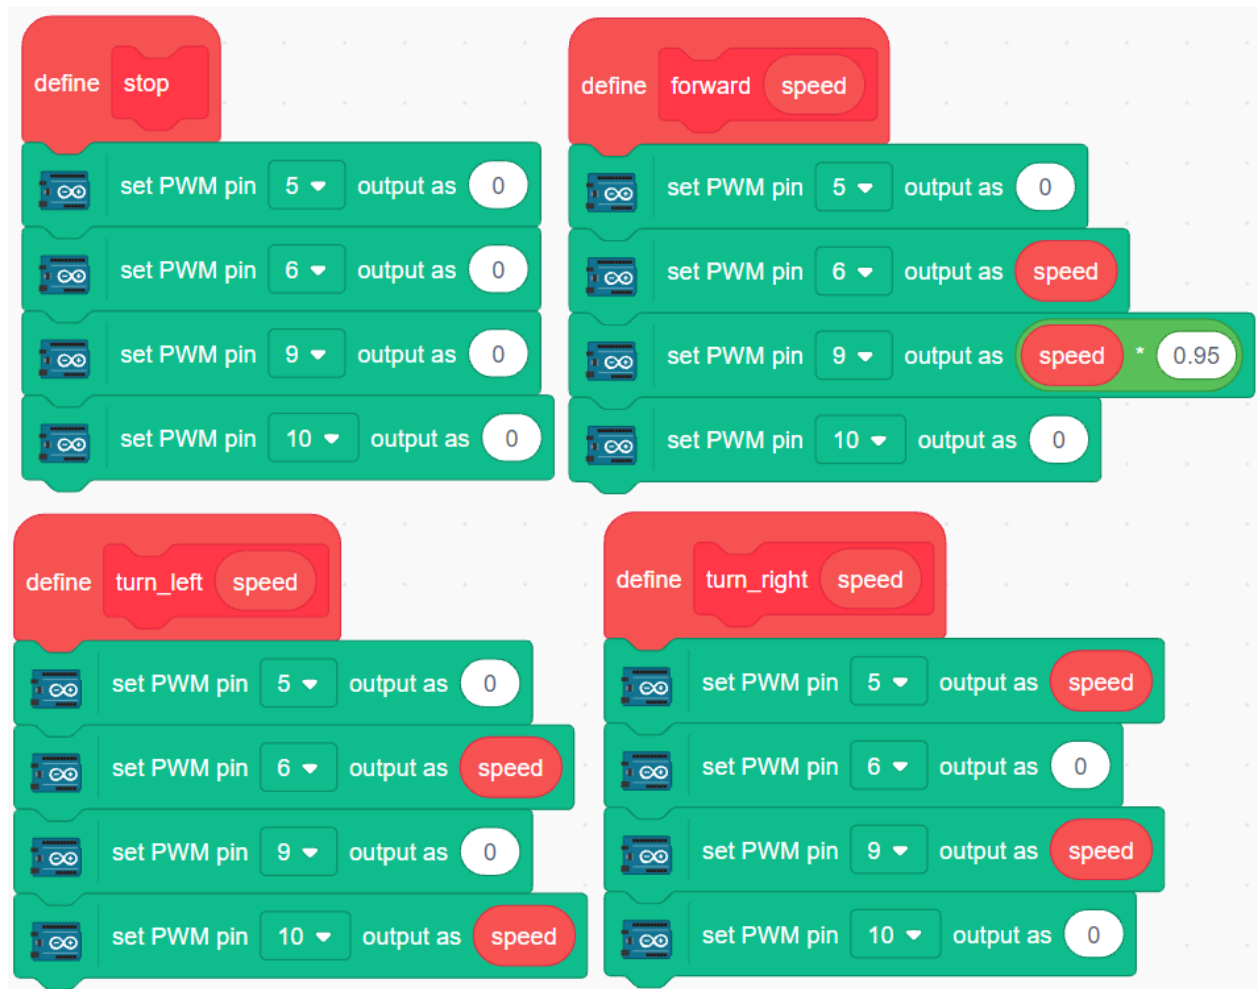 define stop
set PWM pin 5 output as 0
set PWM pin 6 output as 0
set PWM pin 9 output as 0
set PWM pin 10 output as 0
define forward speed
set PWM pin 5 output as 0
set PWM pin 6 output as speed
set PWM pin 9 output as speed * 0.95
set PWM pin 10 output as 0
define turn_left speed
set PWM pin 5 output as 0
set PWM pin 6 output as speed
set PWM pin 9 output as 0
set PWM pin 10 output as speed
define turn_right speed
set PWM pin 5 output as speed
set PWM pin 6 output as 0
set PWM pin 9 output as speed
set PWM pin 10 output as 0